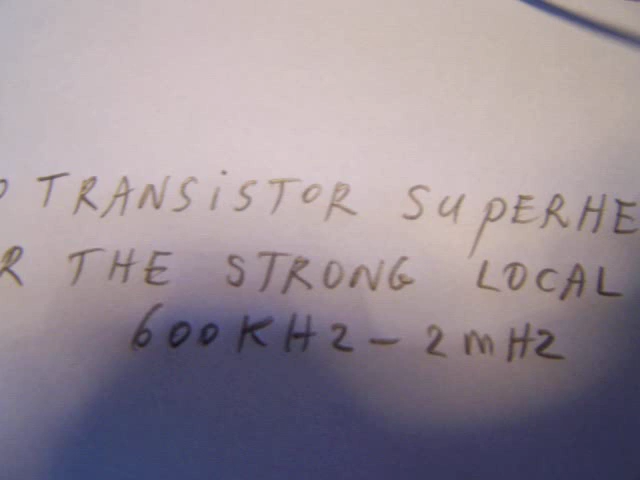 TRANSiSTOR SUPERHE
R THE STRONG LOCAL
600KHZ-2mHZ